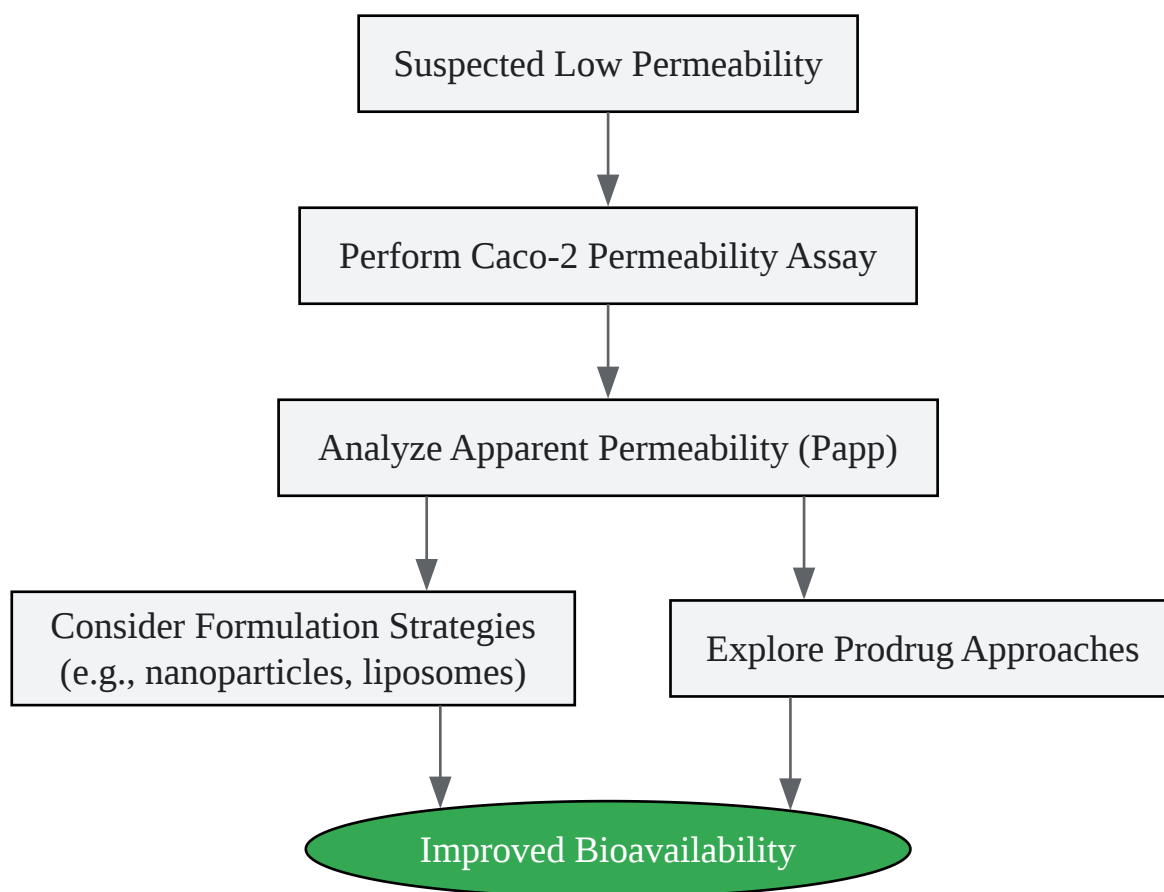 Suspected Low Permeability
Perform Caco-2 Permeability Assay
Analyze Apparent Permeability (Papp)
Consider Formulation Strategies
(e.g., nanoparticles, liposomes)
Explore Prodrug Approaches
Improved Bioavailability